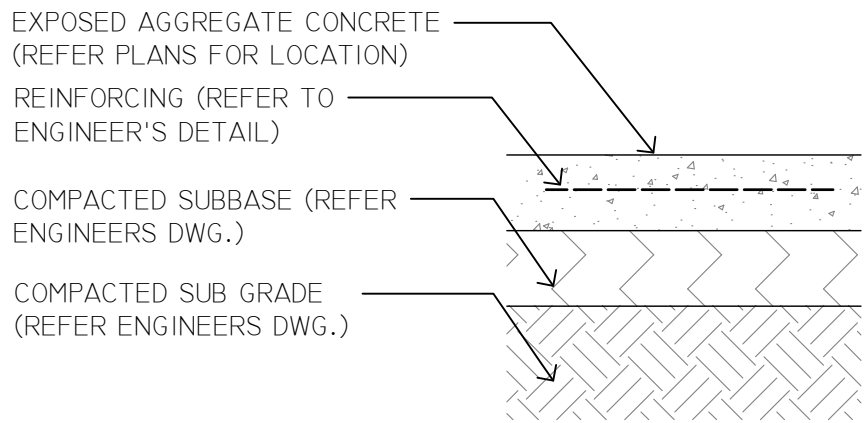 EXPOSED AGGREGATE CONCRETE
(REFER PLANS FOR LOCATION)
REINFORCING (REFER TO
ENGINEER'S DETAIL)
COMPACTED SUBBASE (REFER
ENGINEERS DWG.)
COMPACTED SUB GRADE
(REFER ENGINEERS DWG.)